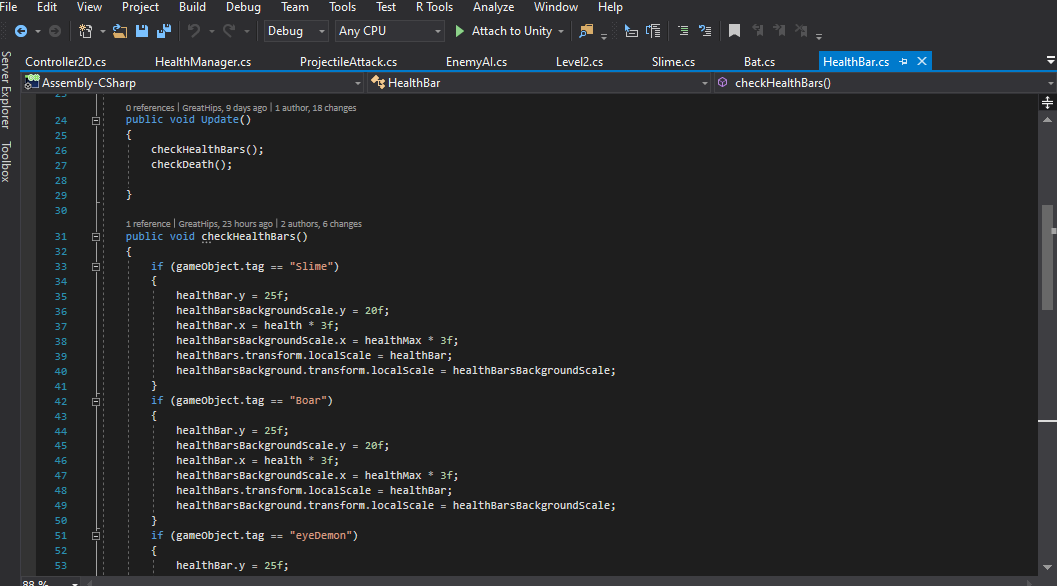 File Edit View Project Build Debug Team Tools Test R Tools Analyze Window Help
Debug Any CPU Attach to Unity
Server Explorer
Toolbox
Controller2D.cs HealthManager.cs ProjectileAttack.cs EnemyAI.cs Level2.cs Slime.cs Bat.cs HealthBar.cs
Assembly-CSharp HealthBar checkHealthBars()
23
0 references | GreatHips, 9 days ago | 1 author, 18 changes
24 public void Update()
25 {
26 checkHealthBars();
27 checkDeath();
28
29 }
30
1 reference | GreatHips, 23 hours ago | 2 authors, 6 changes
31 public void checkHealthBars()
32 {
33 if (gameObject.tag == "Slime")
34 {
35 healthBar.y = 25f;
36 healthBarsBackgroundScale.y = 20f;
37 healthBar.x = health * 3f;
38 healthBarsBackgroundScale.x = healthMax * 3f;
39 healthBars.transform.localScale = healthBar;
40 healthBarsBackground.transform.localScale = healthBarsBackgroundScale;
41 }
42 if (gameObject.tag == "Boar")
43 {
44 healthBar.y = 25f;
45 healthBarsBackgroundScale.y = 20f;
46 healthBar.x = health * 3f;
47 healthBarsBackgroundScale.x = healthMax * 3f;
48 healthBars.transform.localScale = healthBar;
49 healthBarsBackground.transform.localScale = healthBarsBackgroundScale;
50 }
51 if (gameObject.tag == "eyeDemon")
52 {
53 healthBar.y = 25f;
88 %